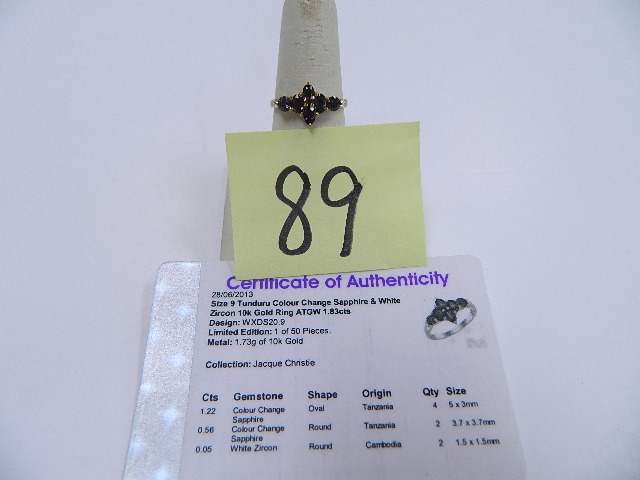 89
Certificate of Authenticity
28/06/2013
Size 9 Tunduru Colour Change Sapphire & White
Zircon 10k Gold Ring ATGW 1.83cts
Design: WXDS20.9
Limited Edition: 1 of 50 Pieces.
Metal: 1.73g of 10k Gold
Collection: Jacque Christie
Cts Gemstone Shape Origin Qty Size
1.22 Colour Change Oval Tanzania 4 5 x 3mm
Sapphire
0.56 Colour Change Round Tanzania 2 3.7 x 3.7mm
Sapphire
0.05 White Zircon Round Cambodia 2 1.5 x 1.5mm